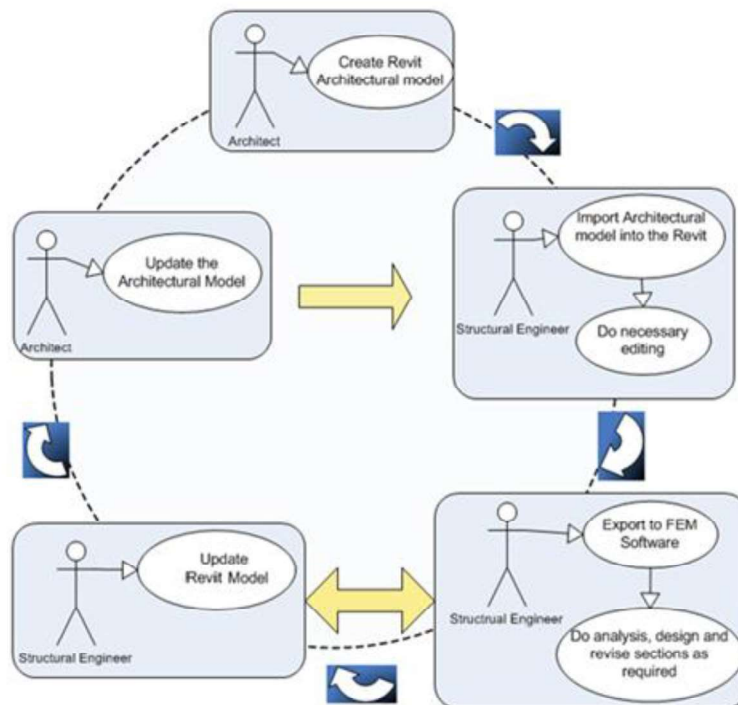 Create Revit
Architectural model
Architect
Import Architectural
model into the Revit
Structural Engineer
Do necessary
editing
Update the
Architectural Model
Architect
Export to FEM
Software
Structrual Engineer
Do analysis, design and
revise sections as
required
Update
Reviit Model
Structural Engineer